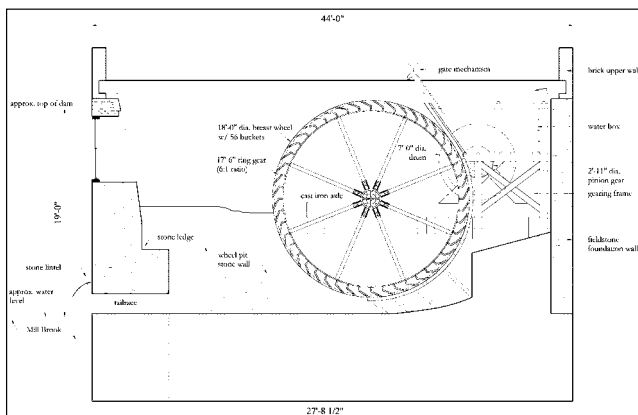 44'-0"
gate mechanism
brick upper wall
approx. top of dam
water box
18'-0" dia. breast wheel
w/ 56 buckets
7'-0" dia.
drum
17'-6" ring gear
(6:1 ratio)
2'-11" dia.
pinion gear
gearing frame
cast iron axle
19'-0"
stone ledge
wheel pit
stone wall
fieldstone
foundation wall
stone lintel
approx. water
level
tailrace
Mill Brook
27'-8 1/2"